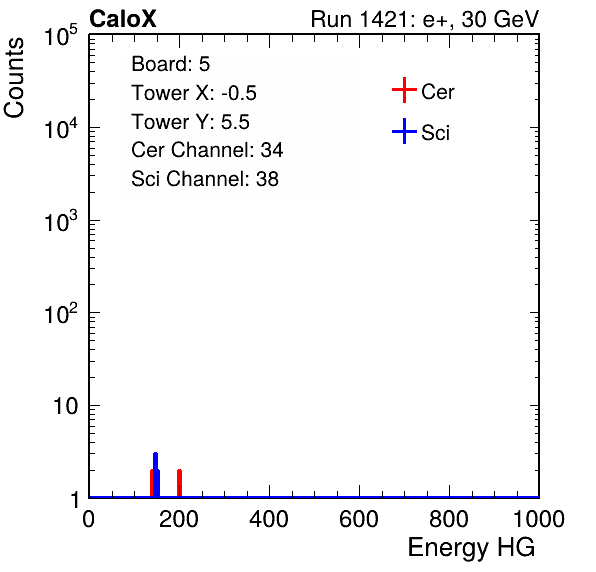 CaloX Run 1421: e+, 30 GeV
Counts
Board: 5
Tower X: -0.5
Tower Y: 5.5
Cer Channel: 34
Sci Channel: 38
Cer
Sci
10^5
10^4
10^3
10^2
10
1
0 200 400 600 800 1000
Energy HG